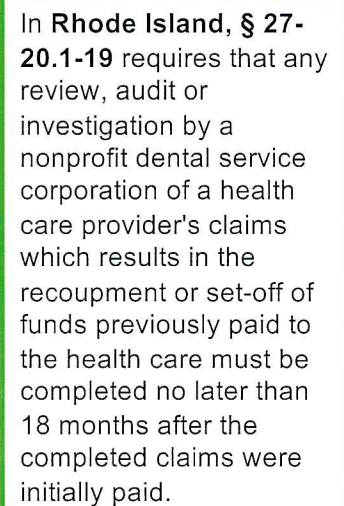 In Rhode Island, § 27-
20.1-19 requires that any
review, audit or
investigation by a
nonprofit dental service
corporation of a health
care provider's claims
which results in the
recoupment or set-off of
funds previously paid to
the health care must be
completed no later than
18 months after the
completed claims were
initially paid.